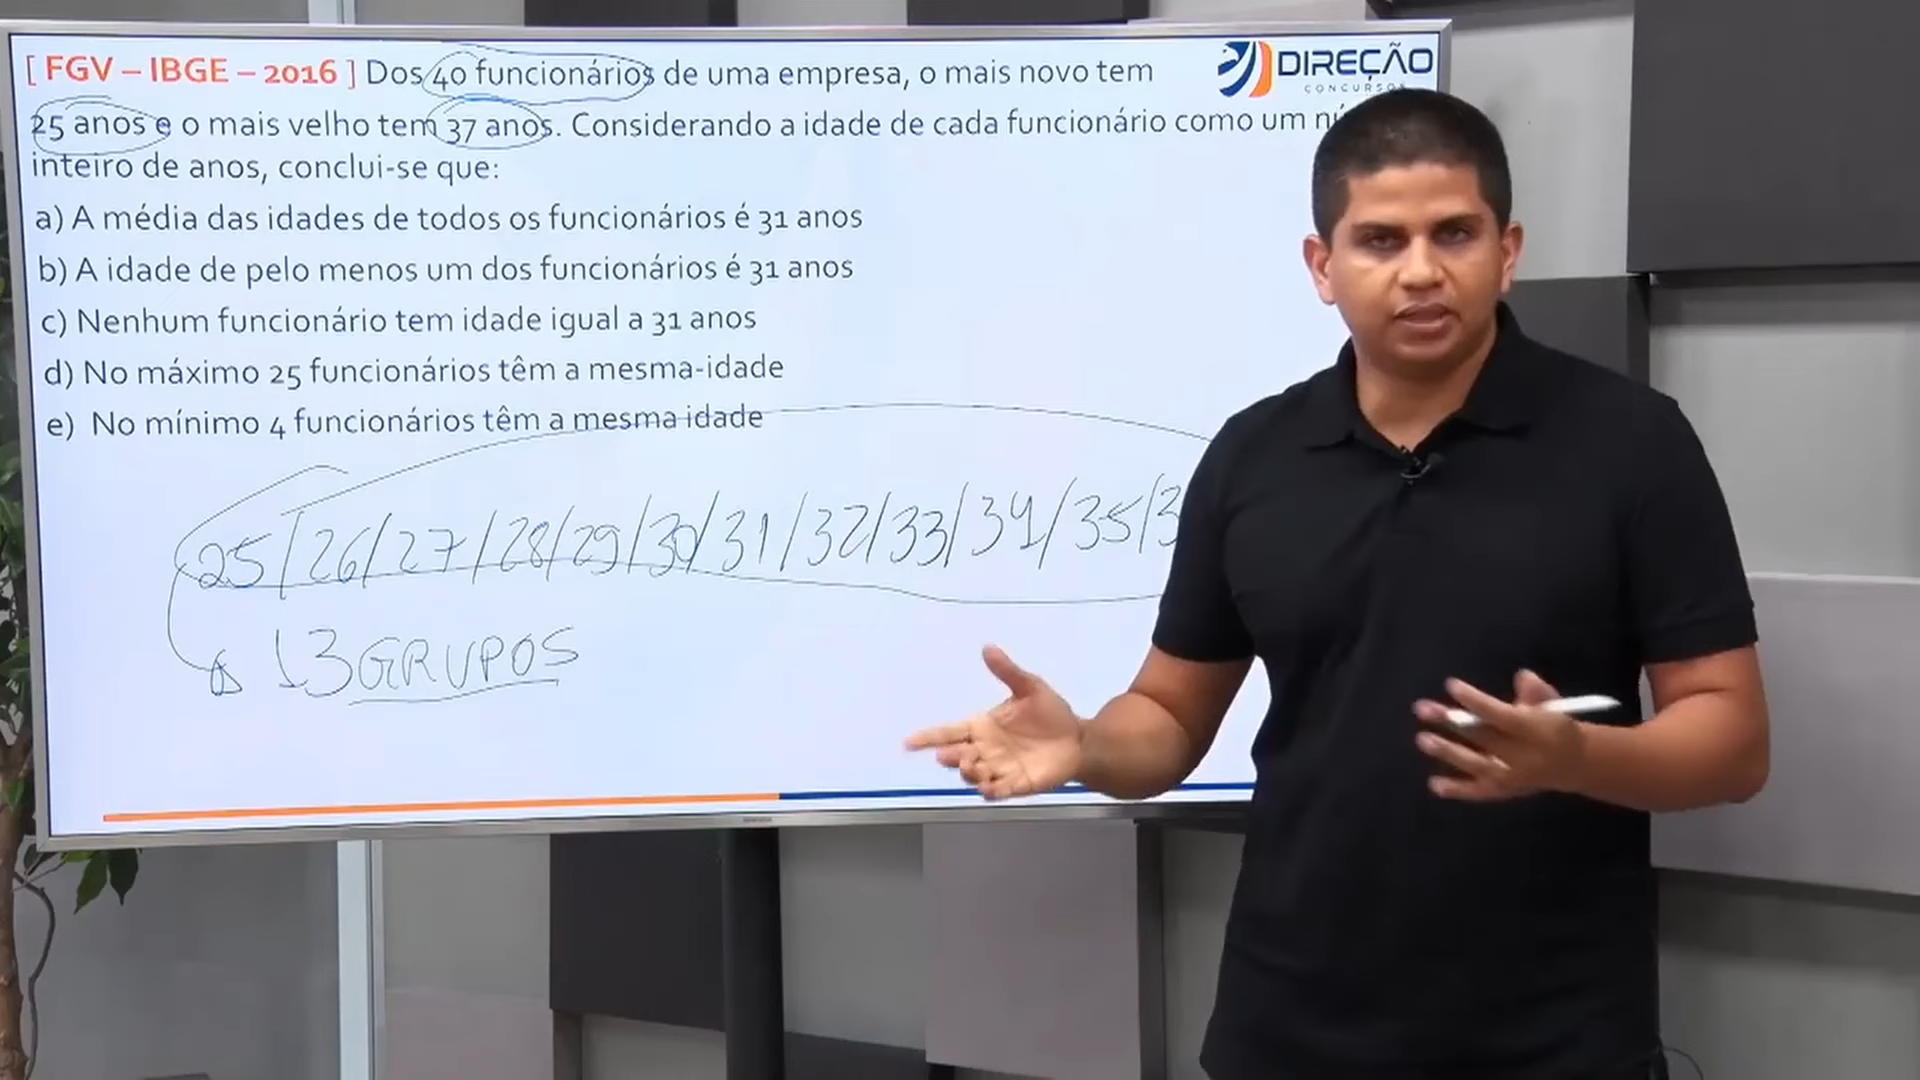 [ FGV – IBGE – 2016 ] Dos 40 funcionários de uma empresa, o mais novo tem
DIREÇÃO
CONCURSOS
25 anos e o mais velho tem 37 anos. Considerando a idade de cada funcionário como um
inteiro de anos, conclui-se que:
a) A média das idades de todos os funcionários é 31 anos
b) A idade de pelo menos um dos funcionários é 31 anos
c) Nenhum funcionário tem idade igual a 31 anos
d) No máximo 25 funcionários têm a mesma-idade
e) No mínimo 4 funcionários têm a mesma idade
25/26/27/28/29/30/31/32/33/34/35/3
13 GRUPOS